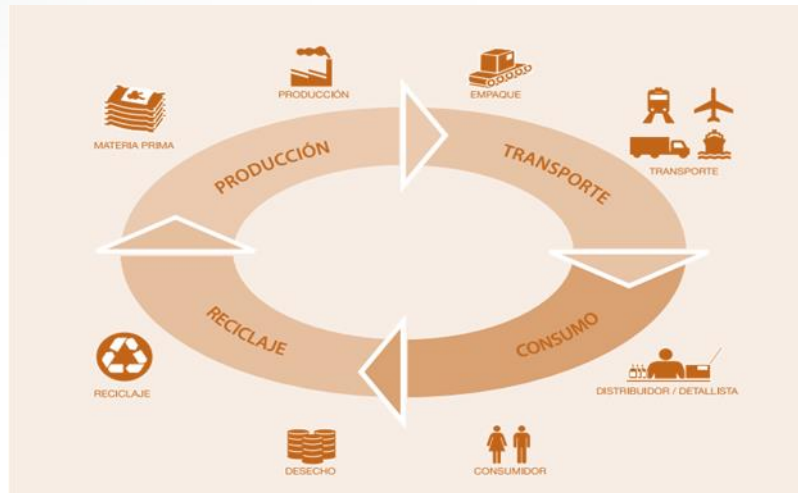 PRODUCCIÓN
EMPAQUE
MATERIA PRIMA
PRODUCCIÓN
TRANSPORTE
TRANSPORTE
RECICLAJE
CONSUMO
RECICLAJE
DISTRIBUIDOR / DETALLISTA
DESECHO
CONSUMIDOR